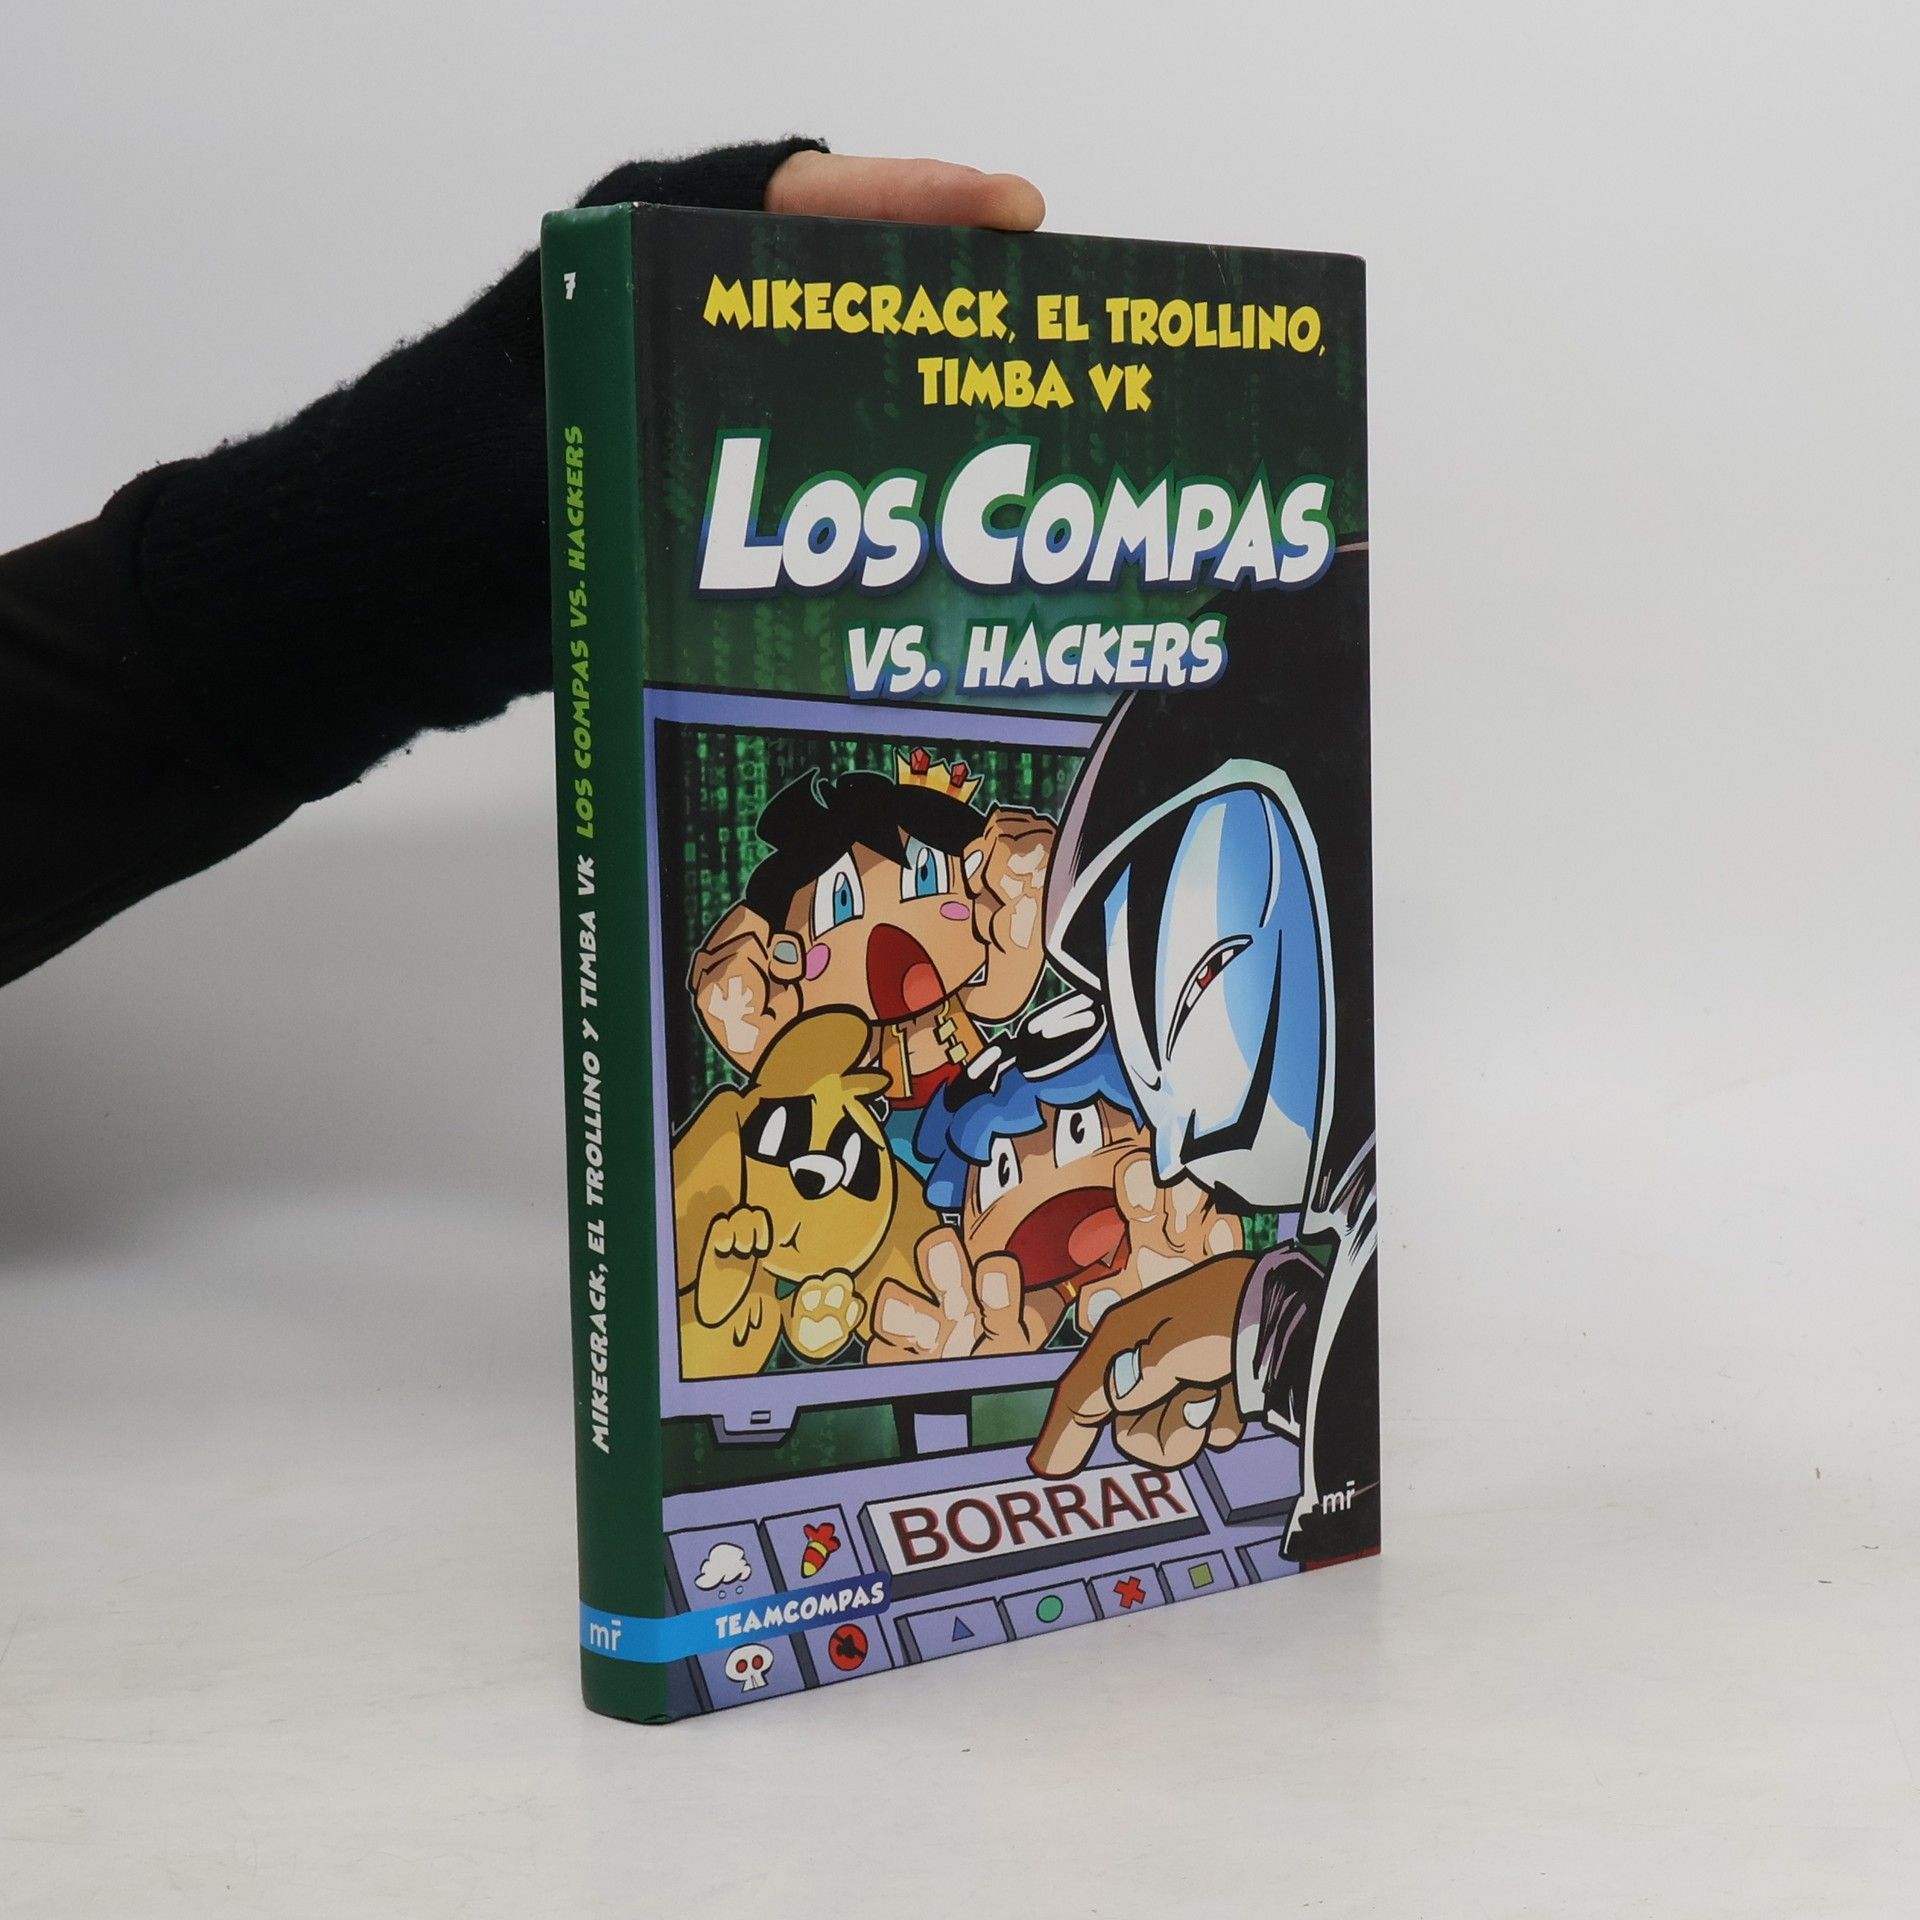 7
MIKECRACK, EL TROLLINO Y TIMBA VK LOS COMPAS VS. HACKERS
mr̄
MIKECRACK, EL TROLLINO,
TIMBA VK
LOS COMPAS
VS. HACKERS
BORRAR
mr̄
TEAMCOMPAS